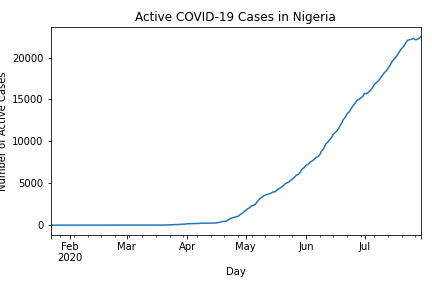 Active COVID-19 Cases in Nigeria
Number of Active Cases
20000
15000
10000
5000
0
Feb
2020
Mar
Apr
May
Jun
Jul
Day